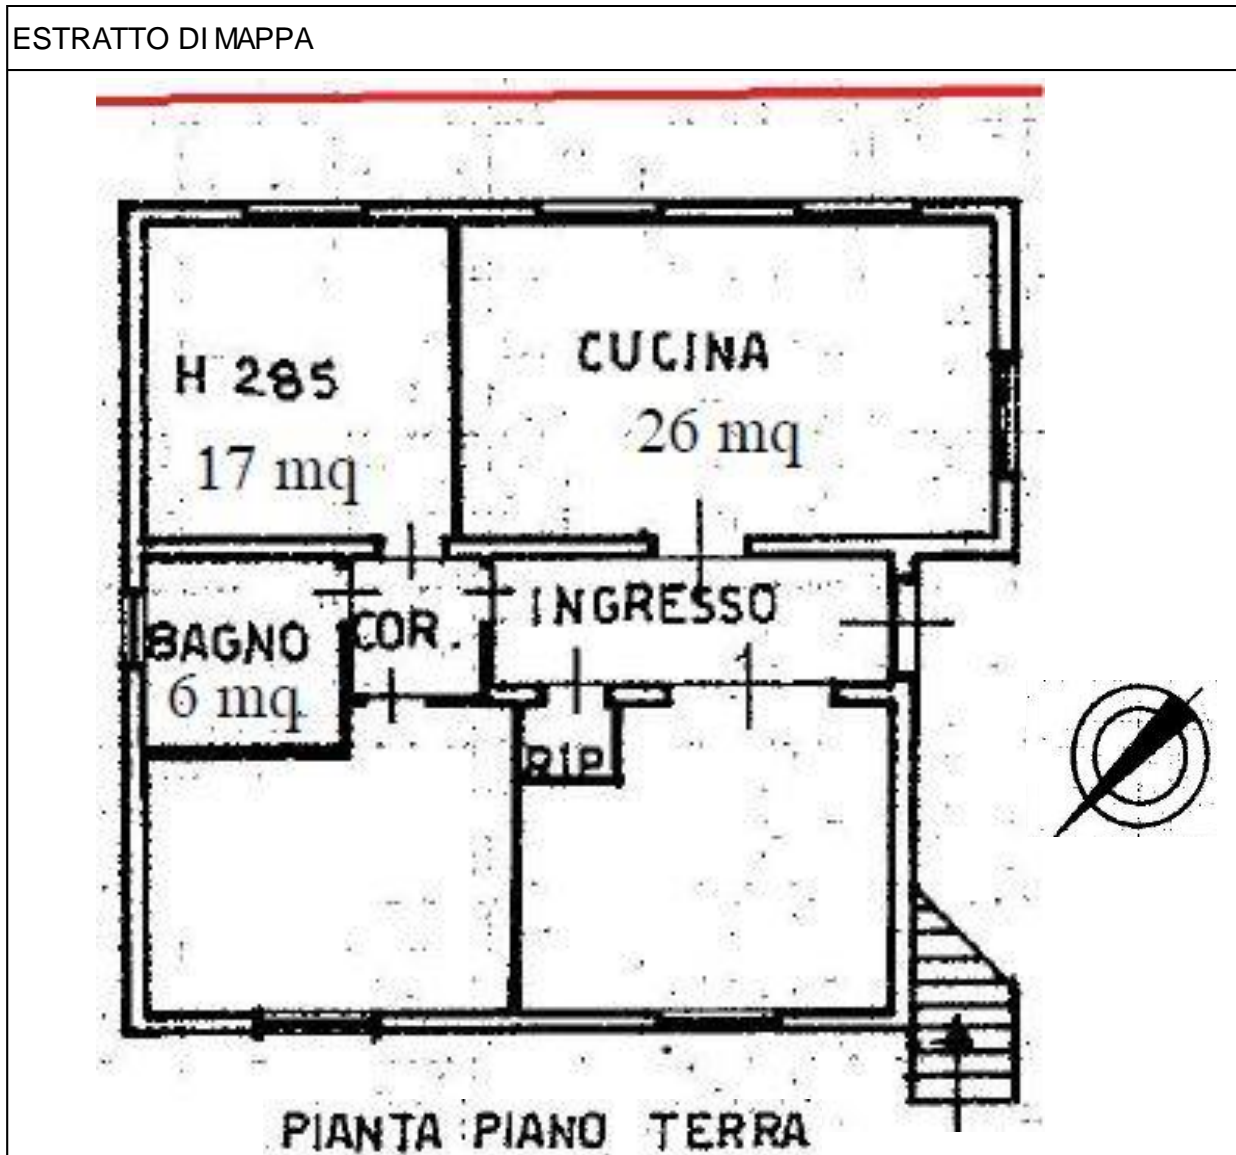 ESTRATTO DI MAPPA
H 285
17 mq
CUCINA
26 mq
BAGNO
6 mq
COR.
INGRESSO
RIP
PIANTA PIANO TERRA